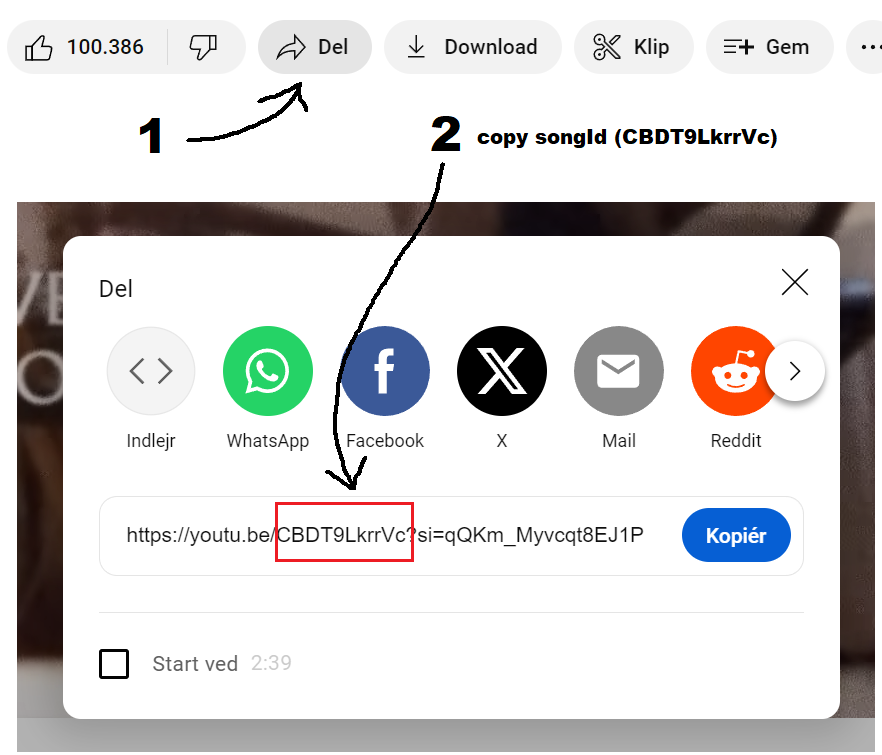 100.386 Del Download Klip Gem
1 2 copy songId (CBDT9LkrrVc)
Del
Indlejr WhatsApp Facebook X Mail Reddit
https://youtu.be/CBDT9LkrrVc?si=qQKm_Myvcqt8EJ1P Kopiér
Start ved 2:39